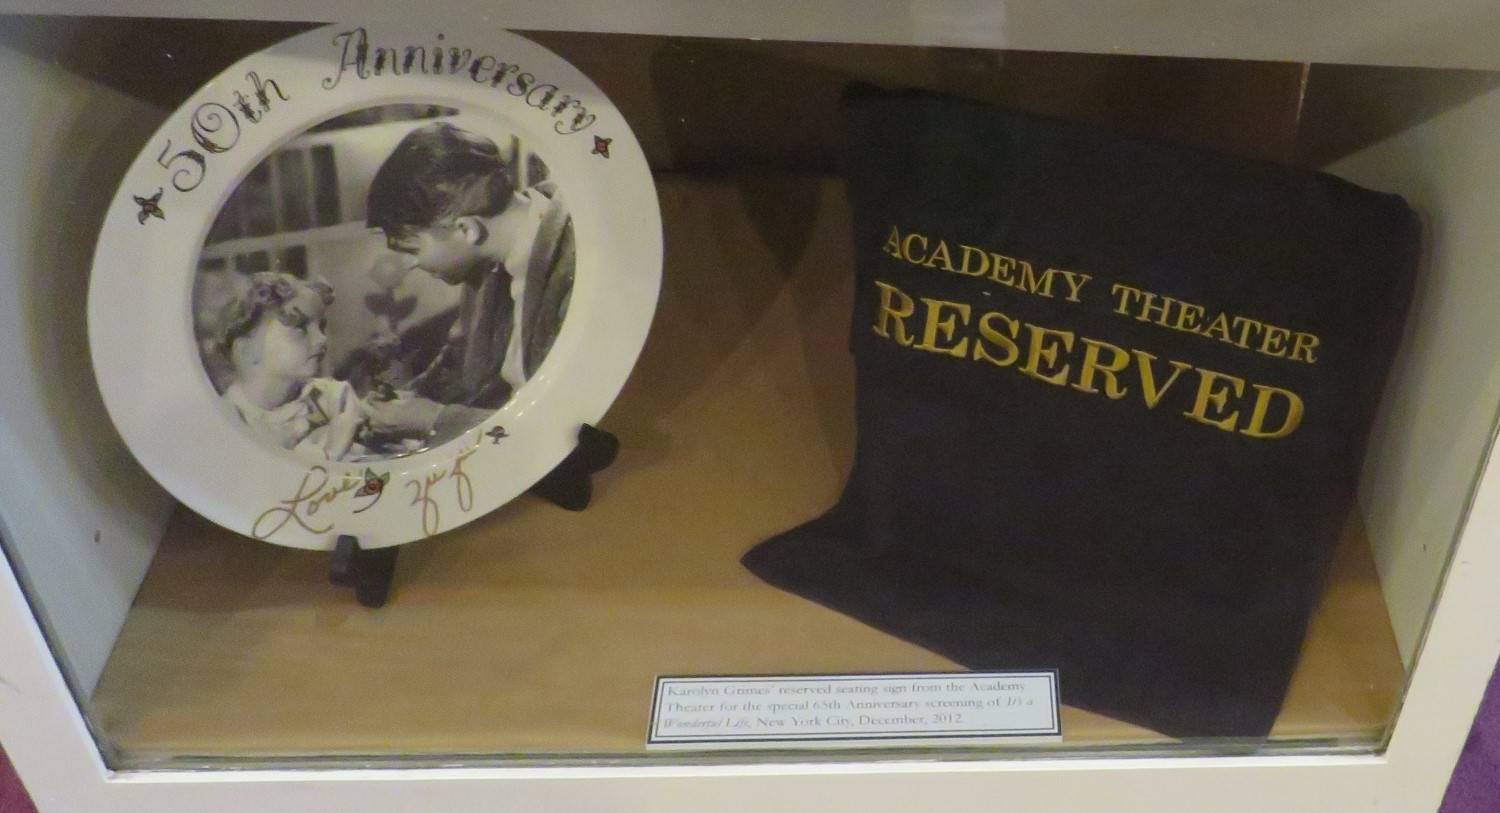 50th Anniversary
Love Zuzu
ACADEMY THEATER
RESERVED
Karolyn Grimes' reserved seating sign from the Academy
Theater for the special 65th Anniversary screening of It's a
Wonderful Life, New York City, December, 2012.